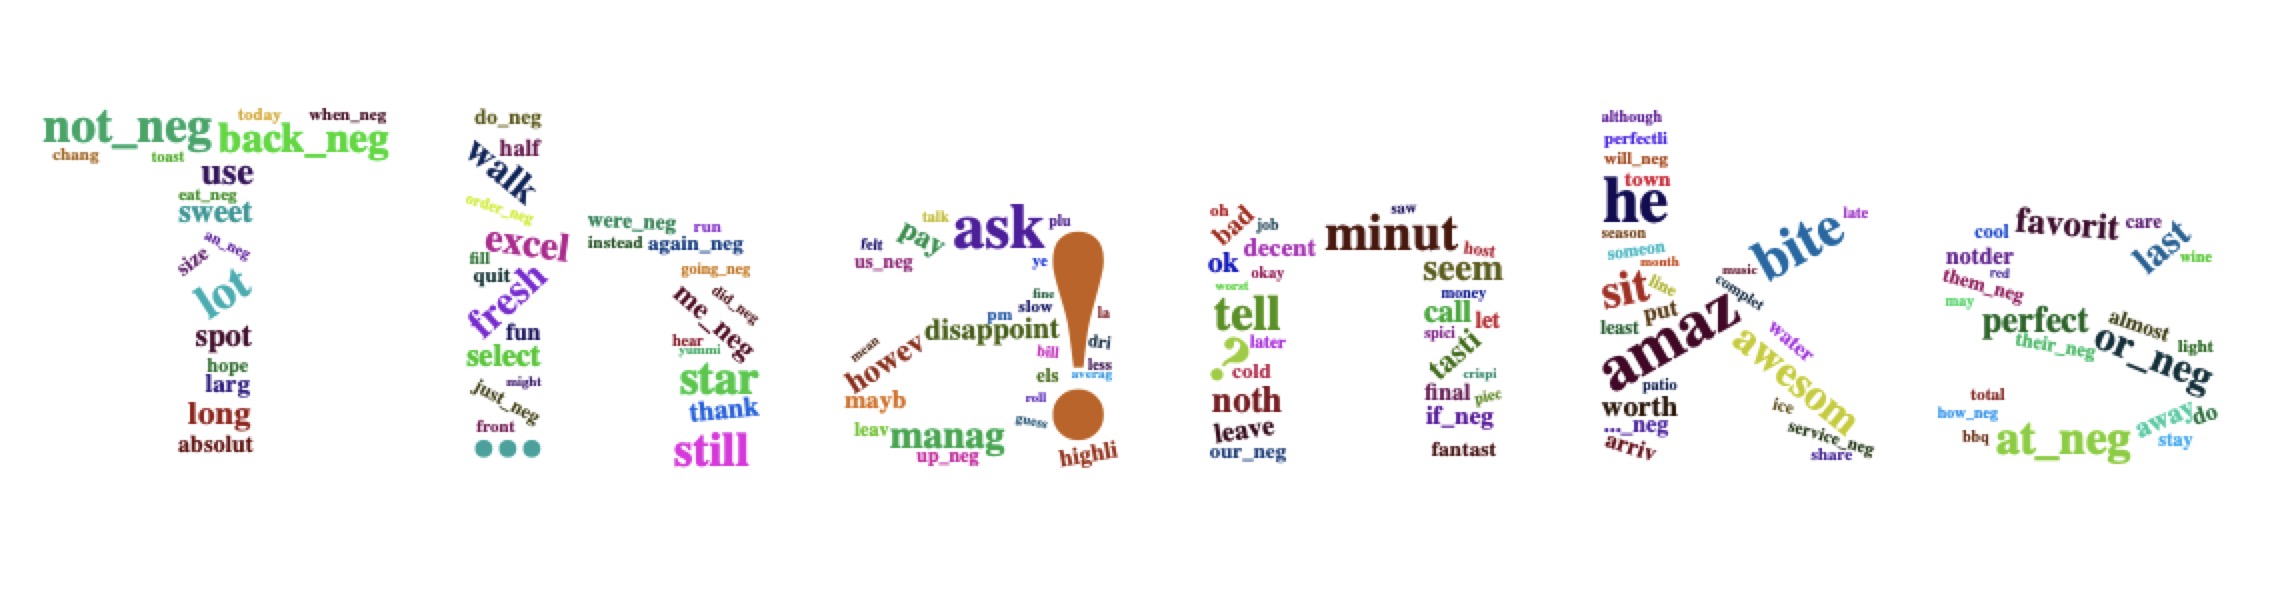 not_neg today when_neg
back_neg
chang toast
use
eat_neg
sweet
an_neg
size
lot
spot
hope
larg
long
absolut
do_neg
half
walk
order_neg
excel
fill
quit
fresh
fun
select
might
just_neg
front
...
were_neg run
instead again_neg
going_neg
did_neg
me_neg
hear
yummi
star
thank
still
talk ask plu
pay
felt
us_neg ye
fine
slow
pm la
disappoint !
dri
mean bill
howev less
els averag
mayb roll
guess
leav manag
up_neg highli
oh saw
bad job minut
decent host
ok okay seem
worst money
tell call let
spici
? later tasti
cold crispi
noth final piec
if_neg
leave
our_neg fantast
although
perfectli
will_neg
town
he late
season bite
someon
month music
sit line complet
put
least amaz water
awesom
patio
worth ice
..._neg service_neg
arriv share
favorit care
cool last
notder wine
red
them_neg
may
perfect almost
their_neg or_neg light
total
how_neg away do
bbq at_neg stay